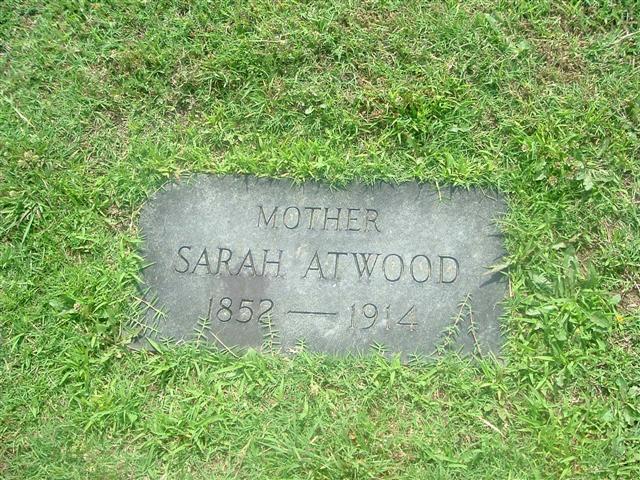 MOTHER
SARAH ATWOOD
1852 — 1914